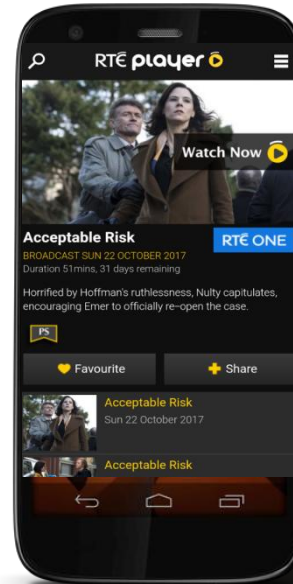 RTÉ player
Watch Now
Acceptable Risk
RTÉ ONE
BROADCAST SUN 22 OCTOBER 2017
Duration 51mins, 31 days remaining
Horrified by Hoffman's ruthlessness, Nulty capitulates,
encouraging Emer to officially re-open the case.
PS
Favourite
Share
Acceptable Risk
Sun 22 October 2017
Acceptable Risk